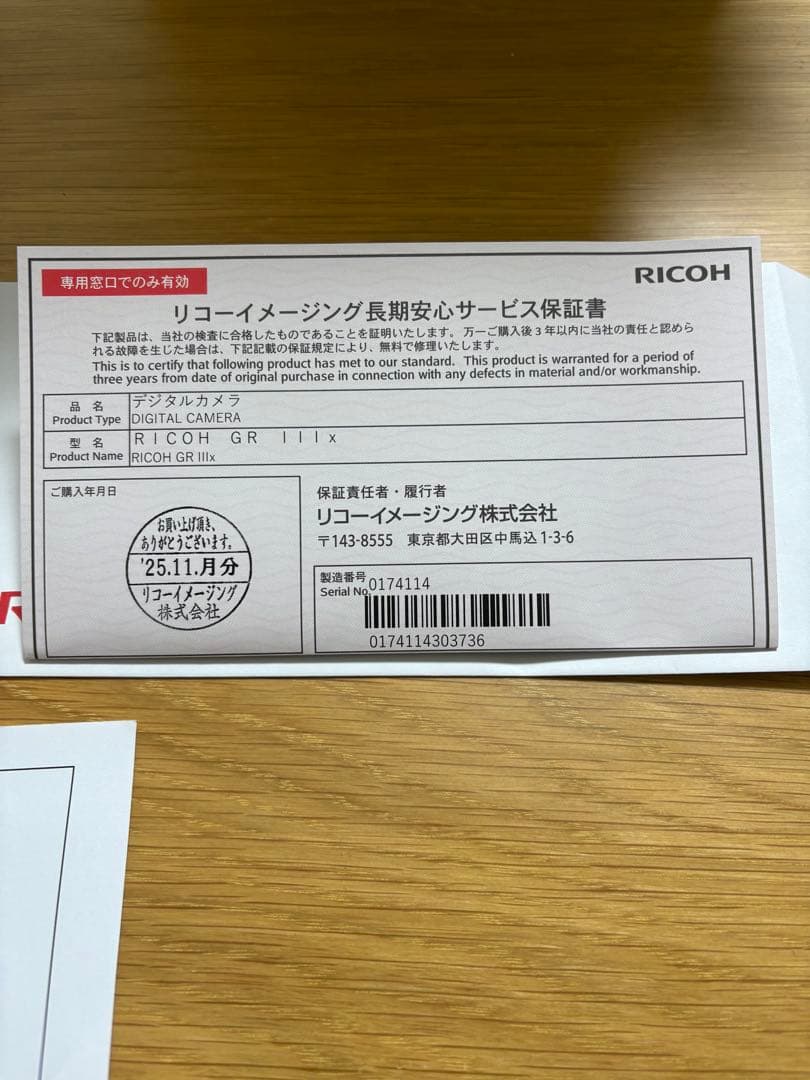 専用窓口でのみ有効
RICOH
リコーイメージング長期安心サービス保証書
下記製品は、当社の検査に合格したものであることを証明いたします。万一ご購入後3年以内に当社の責任と認めら
れる故障を生じた場合は、下記記載の保証規定により、無料で修理いたします。
This is to certify that following product has met to our standard. This product is warranted for a period of
three years from date of original purchase in connection with any defects in material and/or workmanship.
品 名
Product Type
デジタルカメラ
DIGITAL CAMERA
型 名
Product Name
RICOH GR IIIx
RICOH GR IIIx
ご購入年月日
お買い上げ頂き、
ありがとうございます。
'25.11.月分
リコーイメージング
株式会社
保証責任者・履行者
リコーイメージング株式会社
〒143-8555 東京都大田区中馬込1-3-6
製造番号
Serial No.
0174114
0174114303736
R